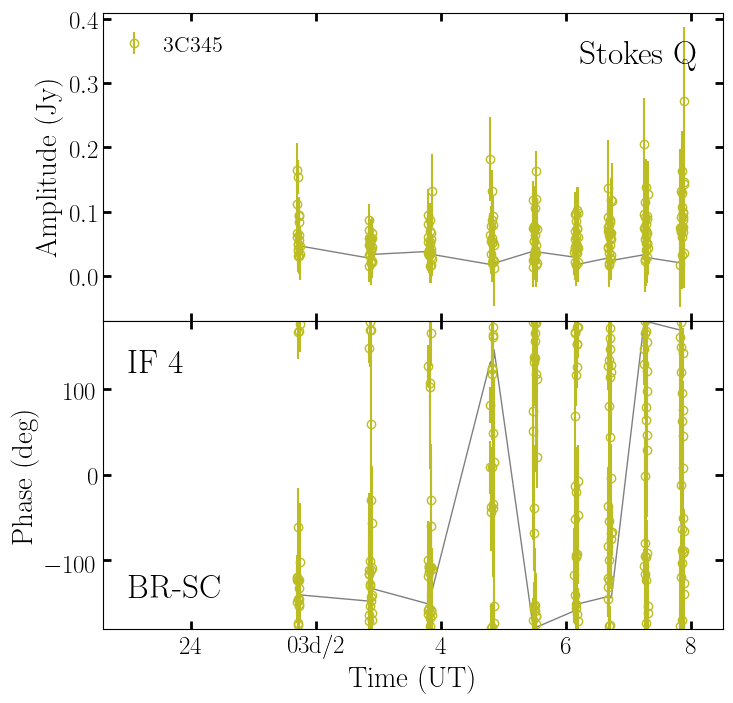 3C345
Stokes Q
0.4
0.3
0.2
0.1
0.0
Amplitude (Jy)
IF 4
100
0
−100
Phase (deg)
BR-SC
24
03d/2
4
6
8
Time (UT)